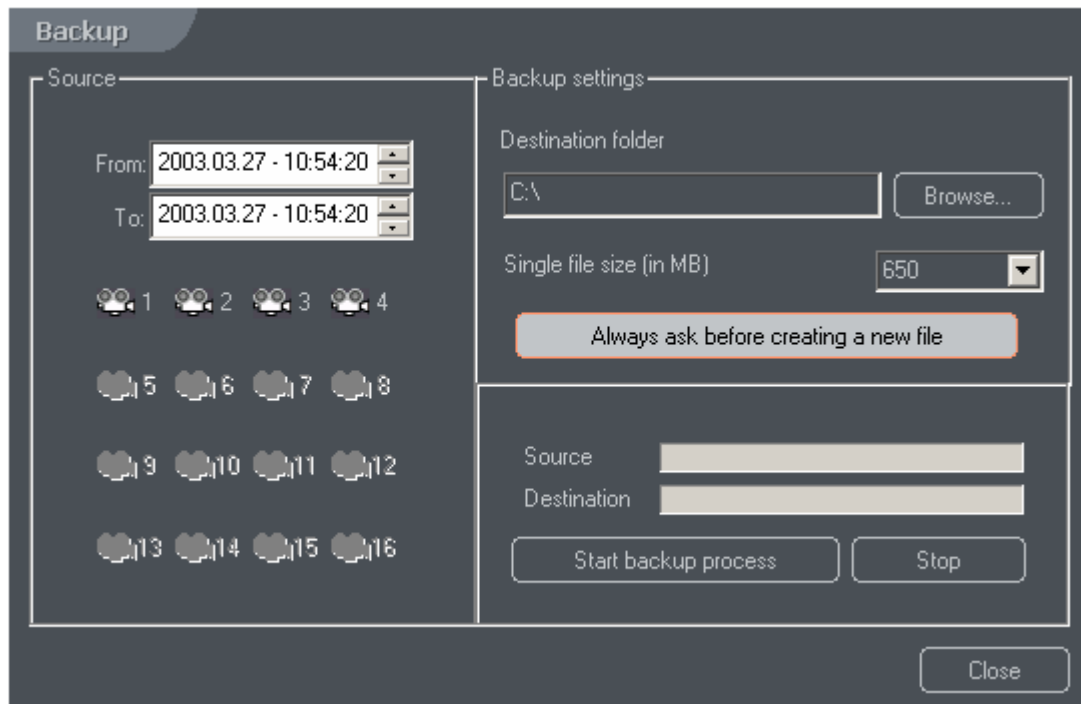 Backup
Source
From: 2003.03.27 - 10:54:20
To: 2003.03.27 - 10:54:20
1 2 3 4
5 6 7 8
9 10 11 12
13 14 15 16
Backup settings
Destination folder
C:\ Browse...
Single file size (in MB) 650
Always ask before creating a new file
Source
Destination
Start backup process Stop
Close